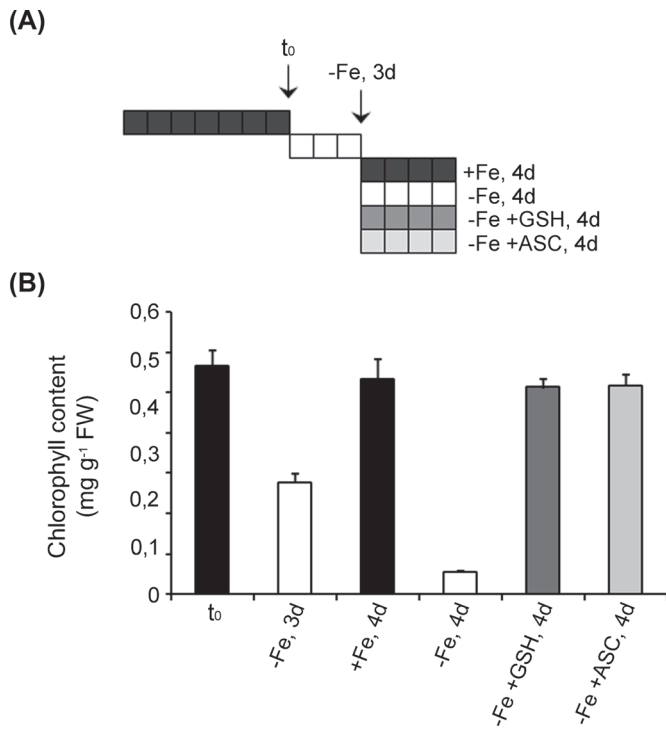 (A)
t₀
-Fe, 3d
+Fe, 4d
-Fe, 4d
-Fe +GSH, 4d
-Fe +ASC, 4d
(B)
Chlorophyll content
(mg g⁻¹ FW)
0,6
0,5
0,4
0,3
0,2
0,1
0
t₀
-Fe, 3d
+Fe, 4d
-Fe, 4d
-Fe +GSH, 4d
-Fe +ASC, 4d